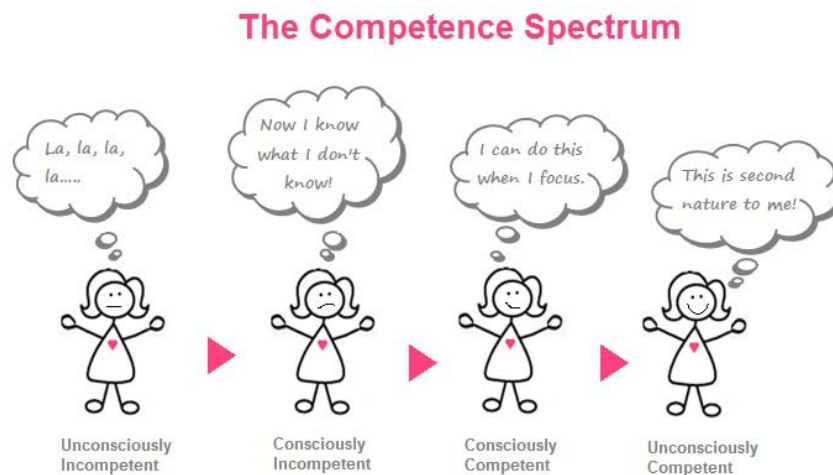 The Competence Spectrum
La, la, la,
la.....
Now I know
what I don't
know!
I can do this
when I focus.
This is second
nature to me!
Unconsciously
Incompetent
Consciously
Incompetent
Consciously
Competent
Unconsciously
Competent